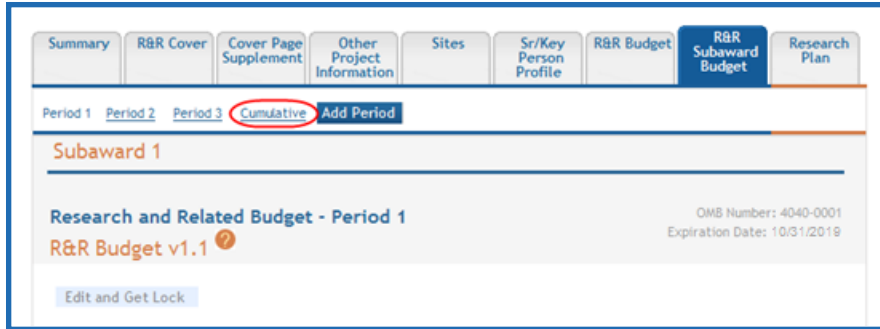 Summary R&R Cover Cover Page Supplement Other Project Information Sites Sr/Key Person Profile R&R Budget R&R Subaward Budget Research Plan
Period 1 Period 2 Period 3 Cumulative Add Period
Subaward 1
Research and Related Budget - Period 1
OMB Number: 4040-0001
R&R Budget v1.1 ?
Expiration Date: 10/31/2019
Edit and Get Lock